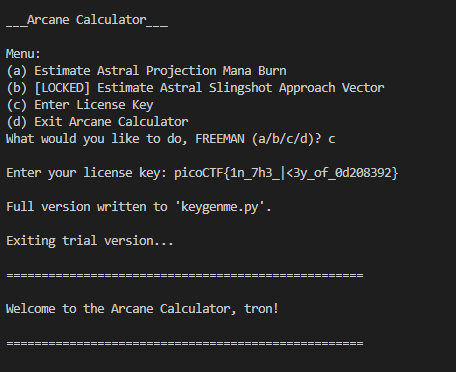 ___Arcane Calculator___
Menu:
(a) Estimate Astral Projection Mana Burn
(b) [LOCKED] Estimate Astral Slingshot Approach Vector
(c) Enter License Key
(d) Exit Arcane Calculator
What would you like to do, FREEMAN (a/b/c/d)? c
Enter your license key: picoCTF{1n_7h3_|<3y_of_0d208392}
Full version written to 'keygenme.py'.
Exiting trial version...
===================================================
Welcome to the Arcane Calculator, tron!
===================================================